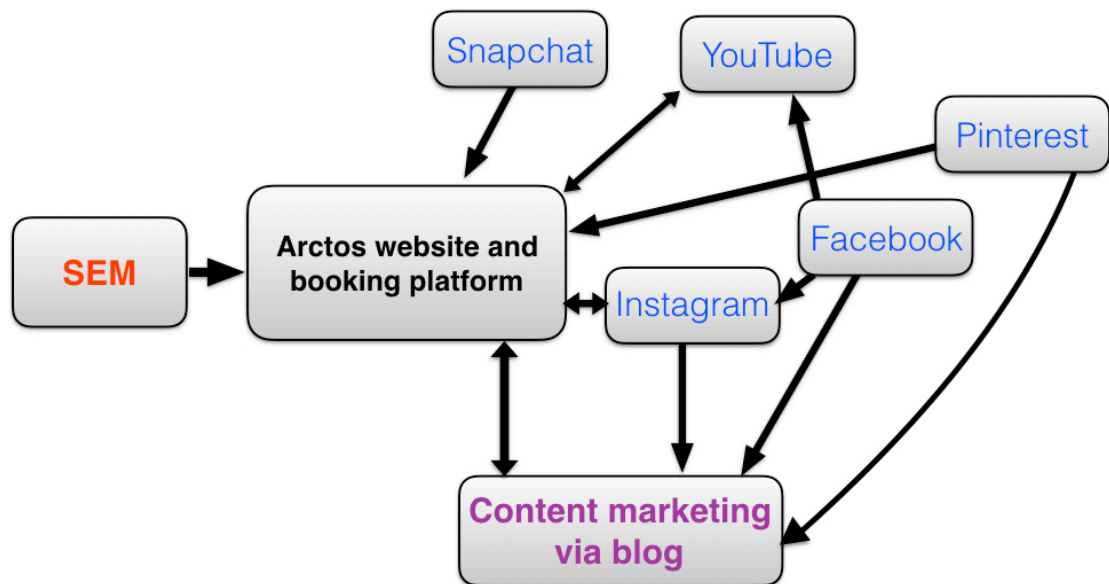 Snapchat
YouTube
Pinterest
SEM
Arctos website and
booking platform
Facebook
Instagram
Content marketing
via blog